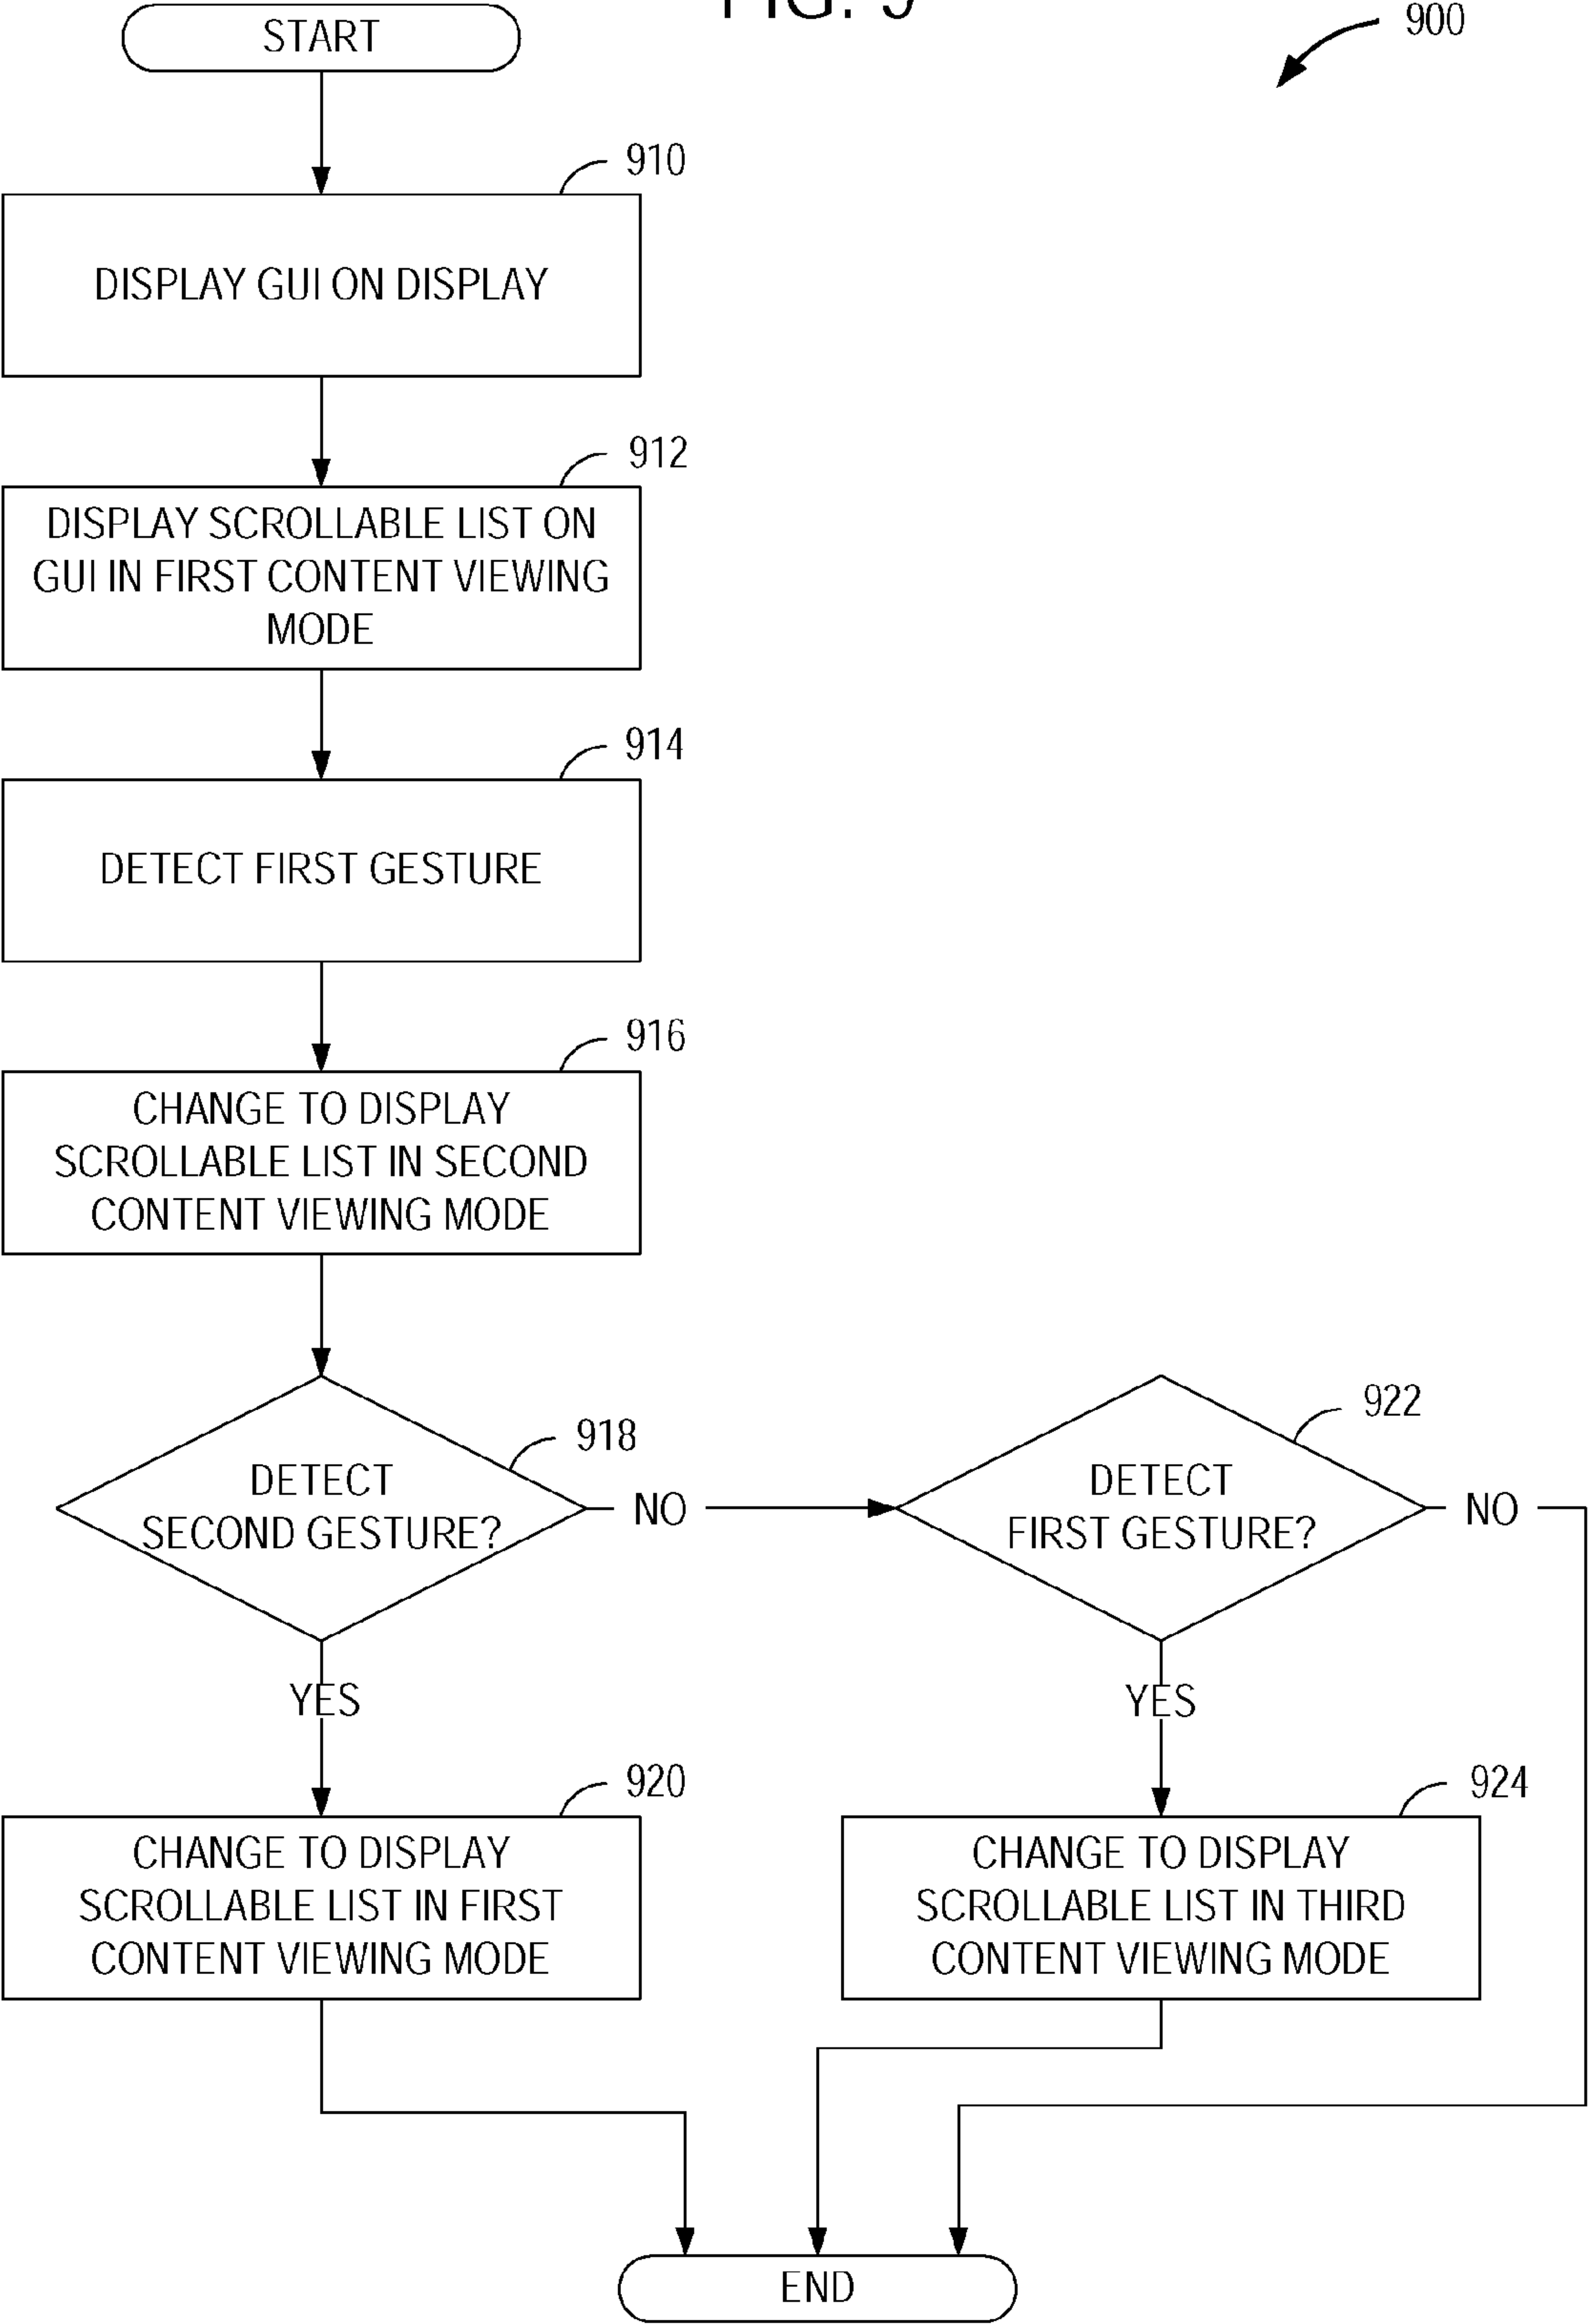 FIG. 9
900
START
910
DISPLAY GUI ON DISPLAY
912
DISPLAY SCROLLABLE LIST ON
GUI IN FIRST CONTENT VIEWING
MODE
914
DETECT FIRST GESTURE
916
CHANGE TO DISPLAY
SCROLLABLE LIST IN SECOND
CONTENT VIEWING MODE
918
DETECT
SECOND GESTURE?
NO
YES
922
DETECT
FIRST GESTURE?
NO
YES
920
CHANGE TO DISPLAY
SCROLLABLE LIST IN FIRST
CONTENT VIEWING MODE
924
CHANGE TO DISPLAY
SCROLLABLE LIST IN THIRD
CONTENT VIEWING MODE
END